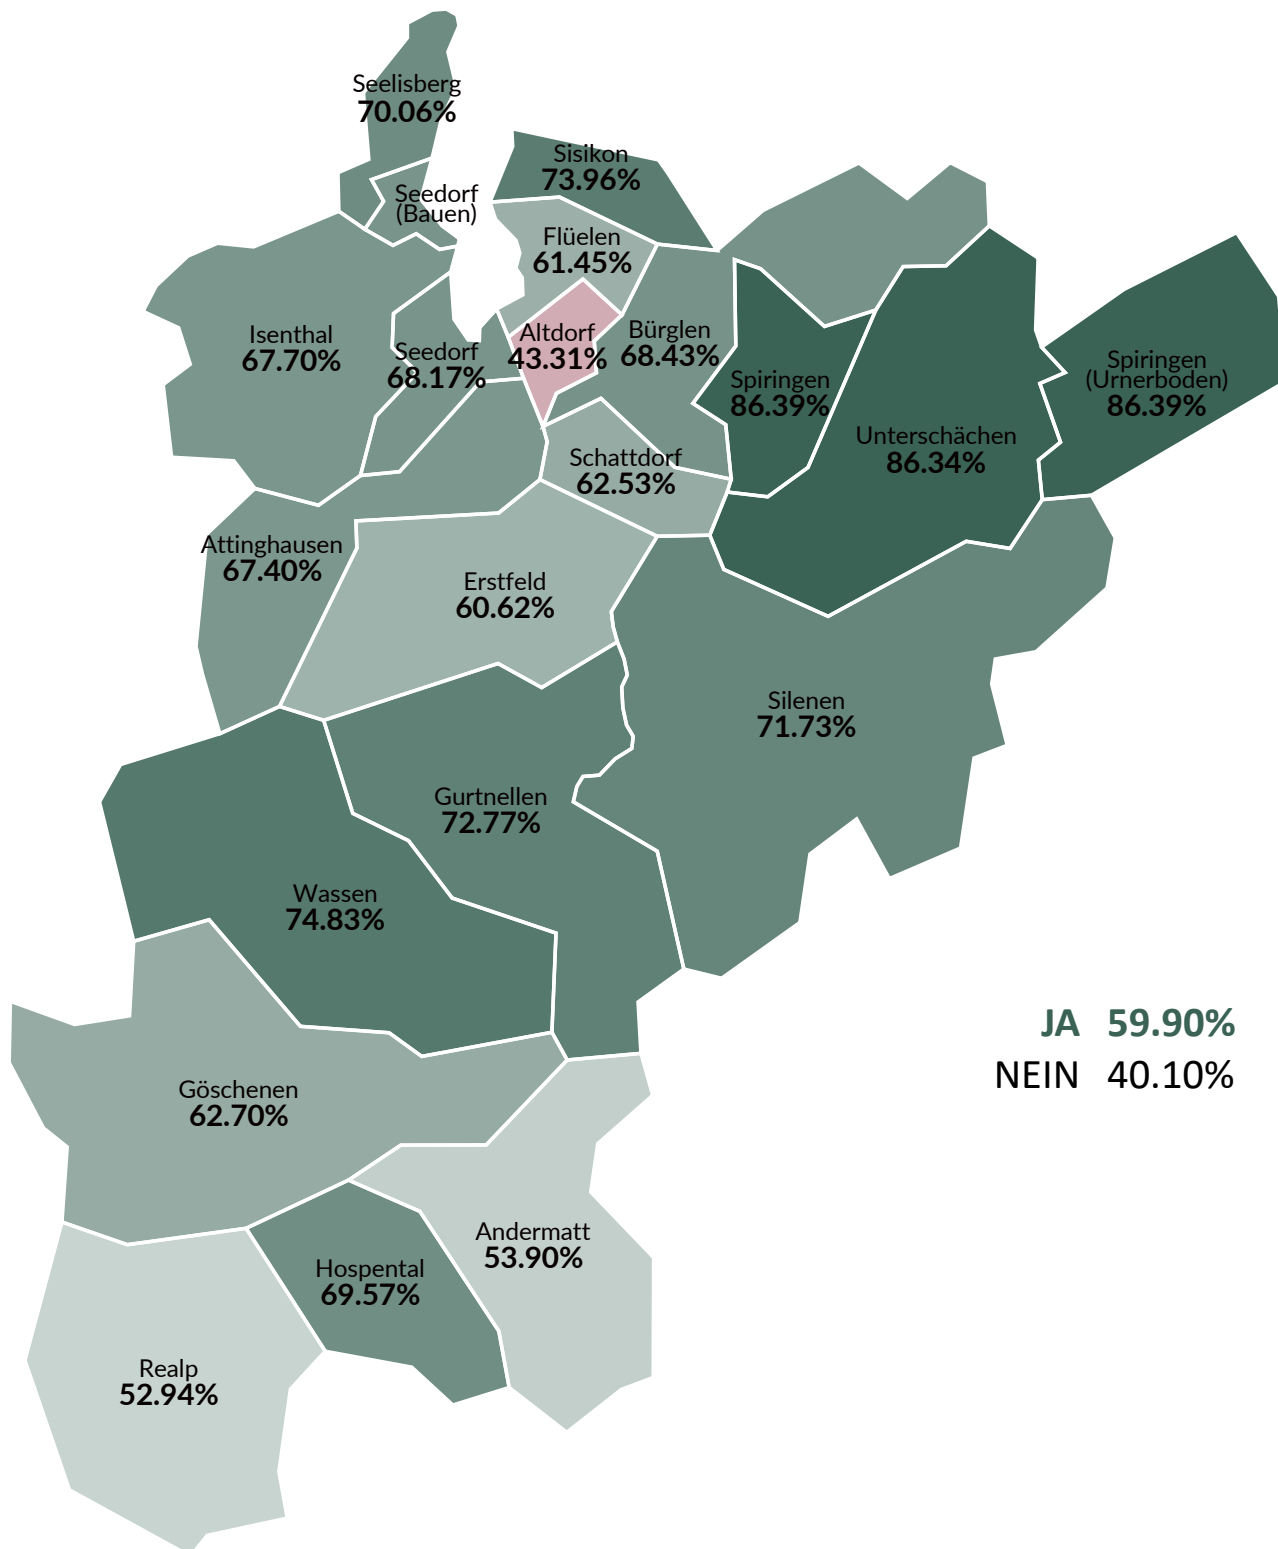 Seelisberg
70.06%
Sisikon
73.96%
Seedorf
(Bauen)
Flüelen
61.45%
Isenthal
67.70%
Seedorf
68.17%
Altdorf
43.31%
Bürglen
68.43%
Spiringen
86.39%
Spiringen
(Urnerboden)
86.39%
Unterschächen
86.34%
Schattdorf
62.53%
Attinghausen
67.40%
Erstfeld
60.62%
Silenen
71.73%
Gurtnellen
72.77%
Wassen
74.83%
JA 59.90%
NEIN 40.10%
Göschenen
62.70%
Andermatt
53.90%
Hospental
69.57%
Realp
52.94%